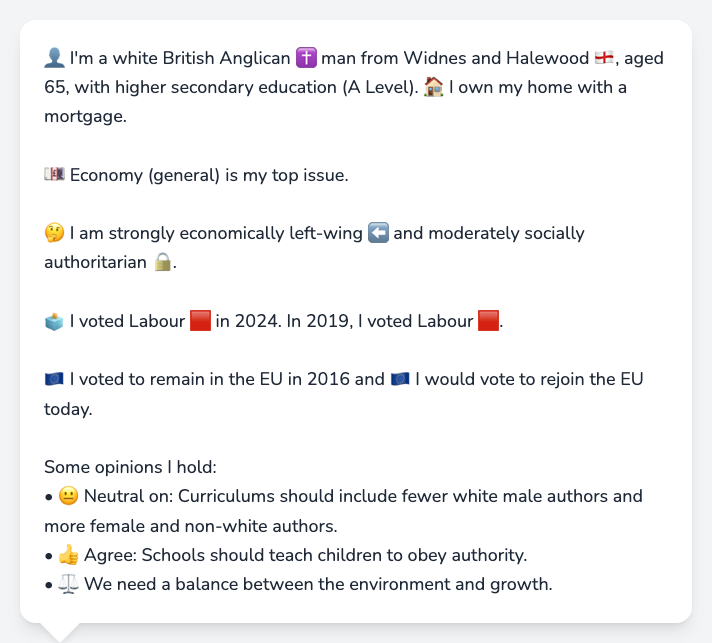 👤 I'm a white British Anglican ✝️ man from Widnes and Halewood 🏴󠁧󠁢󠁥󠁮󠁧󠁿, aged
65, with higher secondary education (A Level). 🏠 I own my home with a
mortgage.
💷 Economy (general) is my top issue.
🤔 I am strongly economically left-wing ⬅️ and moderately socially
authoritarian 🔒.
🗳️ I voted Labour 🟥 in 2024. In 2019, I voted Labour 🟥.
🇪🇺 I voted to remain in the EU in 2016 and 🇪🇺 I would vote to rejoin the EU
today.
Some opinions I hold:
• 😐 Neutral on: Curriculums should include fewer white male authors and
more female and non-white authors.
• 👍 Agree: Schools should teach children to obey authority.
• ⚖️ We need a balance between the environment and growth.